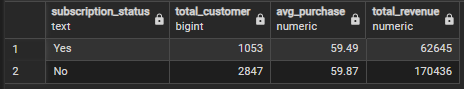 subscription_status total_customer avg_purchase total_revenue
text bigint numeric numeric
1 Yes 1053 59.49 62645
2 No 2847 59.87 170436